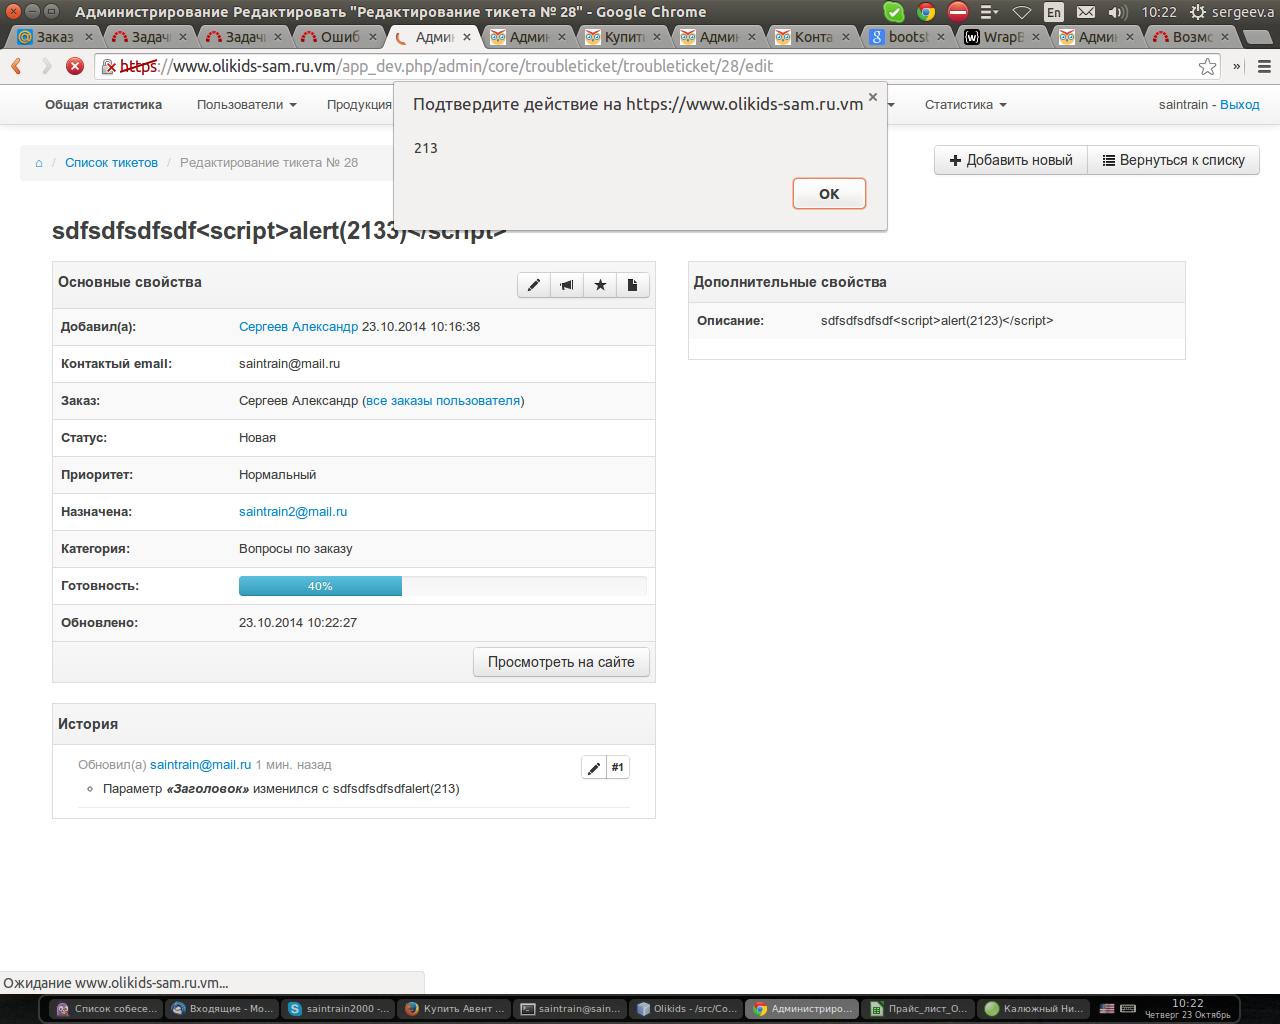 Администрирование Редактировать "Редактирование тикета № 28" - Google Chrome
En
10:22
sergeev.a
Заказ
Задач
Задач
Ошиб
Адми
Админ
Купит
Админ
Конта
bootst
WrapB
Админ
Возмо
https://www.olikids-sam.ru.vm/app_dev.php/admin/core/troubleticket/troubleticket/28/edit
Общая статистика
Пользователи
Продукция
Статистика
saintrain - Выход
Подтвердите действие на https://www.olikids-sam.ru.vm
213
ОК
Список тикетов / Редактирование тикета № 28
Добавить новый
Вернуться к списку
sdfsdfsdfsdf<script>alert(2133)</script>
Основные свойства
Добавил(а): Сергеев Александр 23.10.2014 10:16:38
Контактый email: saintrain@mail.ru
Заказ: Сергеев Александр (все заказы пользователя)
Статус: Новая
Приоритет: Нормальный
Назначена: saintrain2@mail.ru
Категория: Вопросы по заказу
Готовность: 40%
Обновлено: 23.10.2014 10:22:27
Просмотреть на сайте
Дополнительные свойства
Описание: sdfsdfsdfsdf<script>alert(2123)</script>
История
Обновил(а) saintrain@mail.ru 1 мин. назад
#1
Параметр «Заголовок» изменился с sdfsdfsdfsdfalert(213)
Ожидание www.olikids-sam.ru.vm...
Список собесе...
Входящие - Mo...
saintrain2000 -...
Купить Авент ...
saintrain@sain...
Olikids - /src/Co...
Администриро...
Прайс_лист_О...
Калюжный Ни...
10:22
Четверг 23 Октябрь